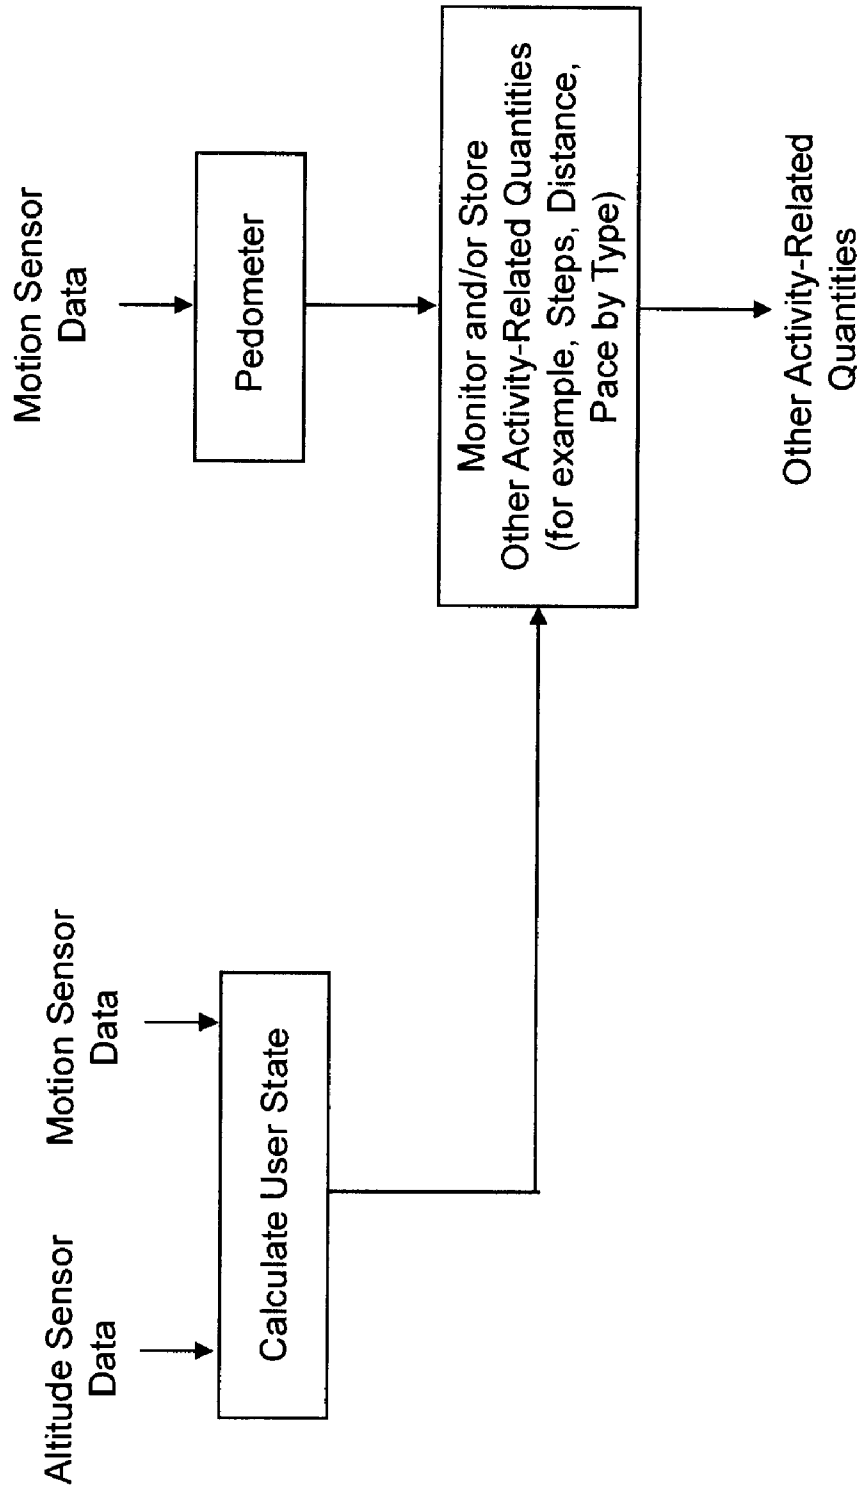 Altitude Sensor
Data
Motion Sensor
Data
Calculate User State
Motion Sensor
Data
Pedometer
Monitor and/or Store
Other Activity-Related Quantities
(for example, Steps, Distance,
Pace by Type)
Other Activity-Related
Quantities